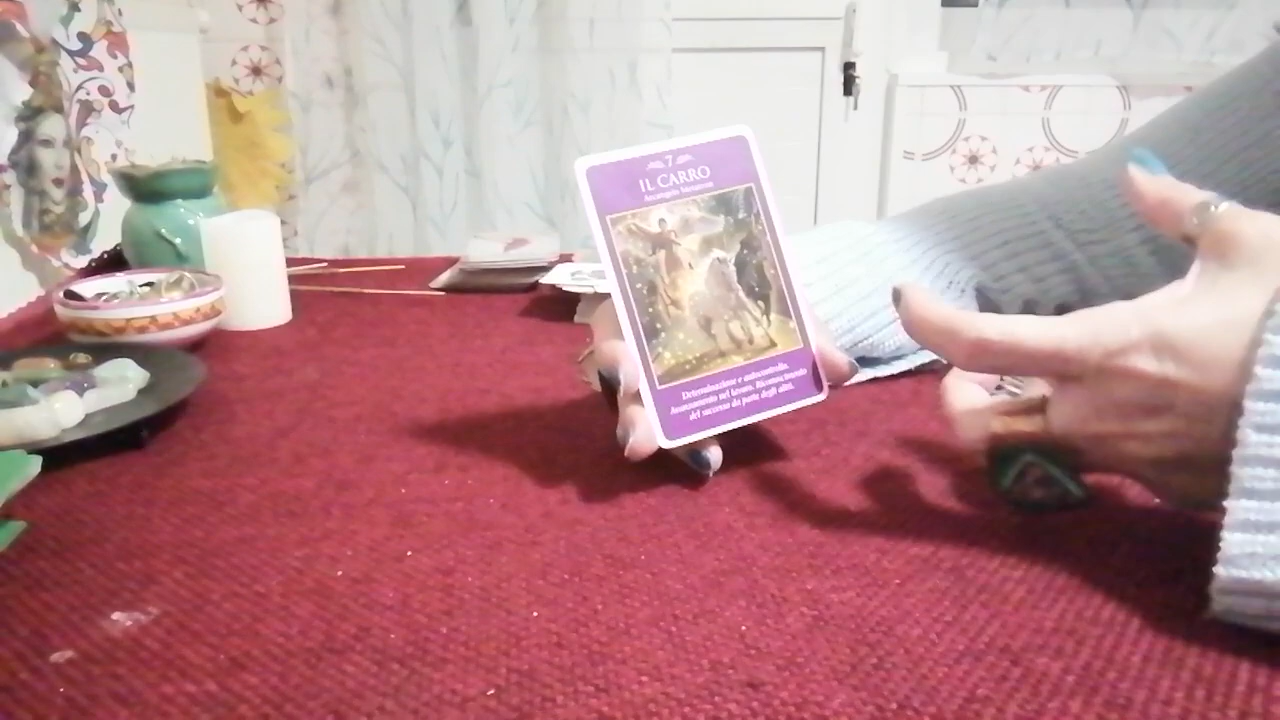 7
IL CARRO
Arcangelo Metatron
Determinazione e autocontrollo.
Avanzamento nel lavoro. Riconoscimento
del successo da parte degli altri.